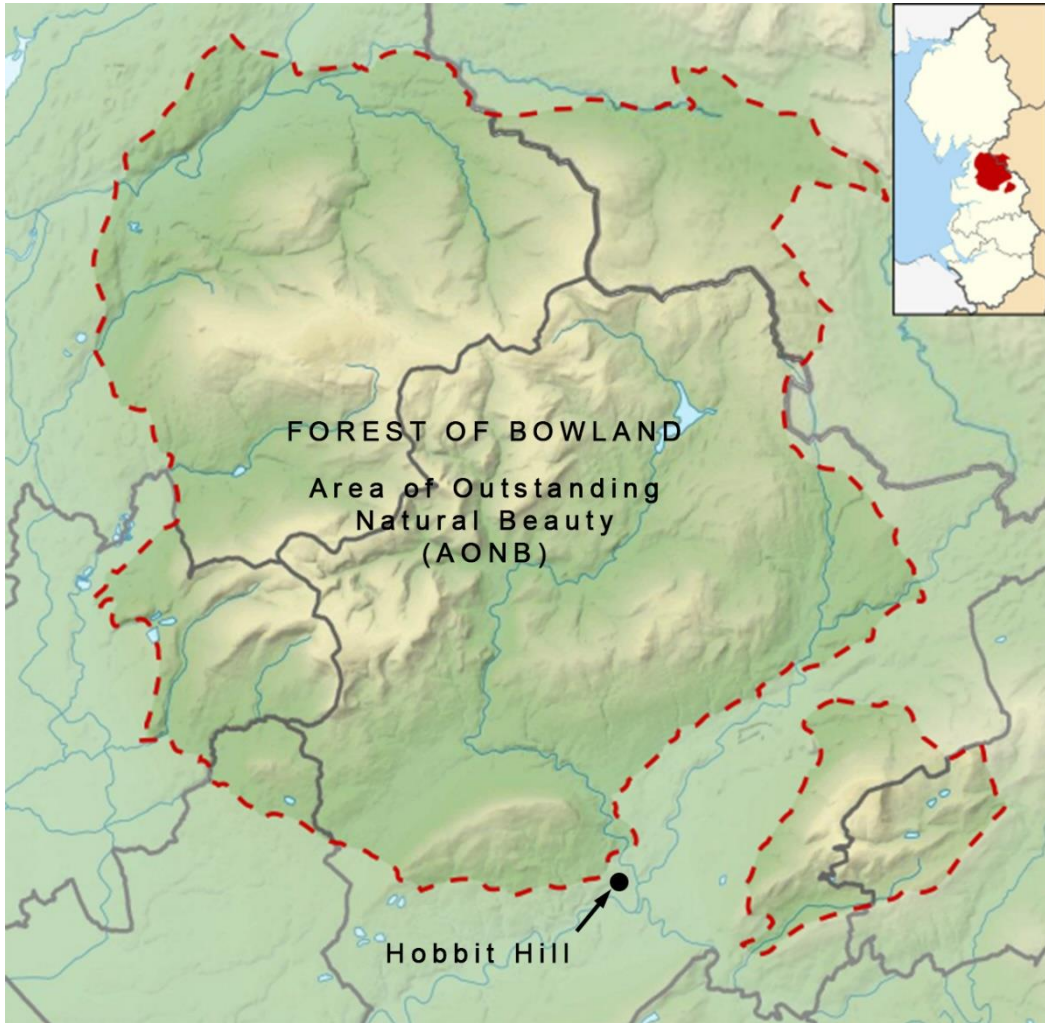 FOREST OF BOWLAND
Area of Outstanding
Natural Beauty
(AONB)
Hobbit Hill